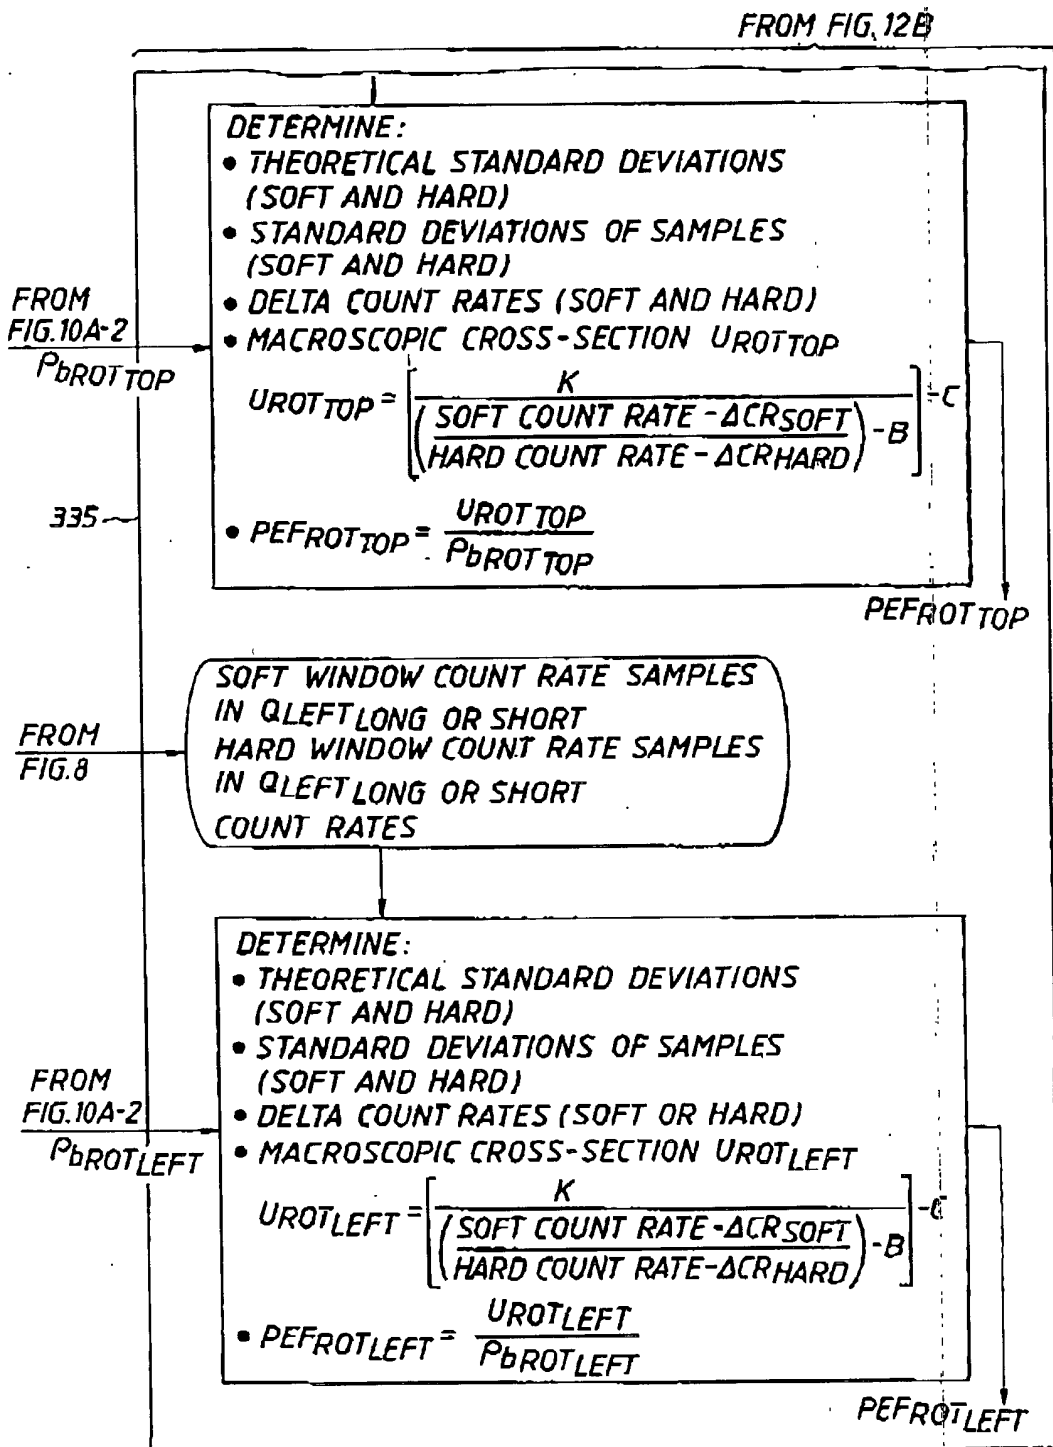 FROM FIG. 12B
DETERMINE:
• THEORETICAL STANDARD DEVIATIONS
(SOFT AND HARD)
• STANDARD DEVIATIONS OF SAMPLES
(SOFT AND HARD)
• DELTA COUNT RATES (SOFT AND HARD)
• MACROSCOPIC CROSS-SECTION UROTTOP
FROM
FIG.10A-2
PbROTTOP
UROTTOP = [K / ((SOFT COUNT RATE - ΔCRSOFT / HARD COUNT RATE - ΔCRHARD) - B)] - C
335
• PEFROTTOP = UROTTOP / PbROTTOP
PEFROTTOP
SOFT WINDOW COUNT RATE SAMPLES
IN QLEFTLONG OR SHORT
HARD WINDOW COUNT RATE SAMPLES
IN QLEFTLONG OR SHORT
COUNT RATES
FROM
FIG.8
DETERMINE:
• THEORETICAL STANDARD DEVIATIONS
(SOFT AND HARD)
• STANDARD DEVIATIONS OF SAMPLES
(SOFT AND HARD)
• DELTA COUNT RATES (SOFT OR HARD)
• MACROSCOPIC CROSS-SECTION UROTLEFT
FROM
FIG.10A-2
PbROTLEFT
UROTLEFT = [K / ((SOFT COUNT RATE - ΔCRSOFT / HARD COUNT RATE - ΔCRHARD) - B)] - C
• PEFROTLEFT = UROTLEFT / PbROTLEFT
PEFROTLEFT